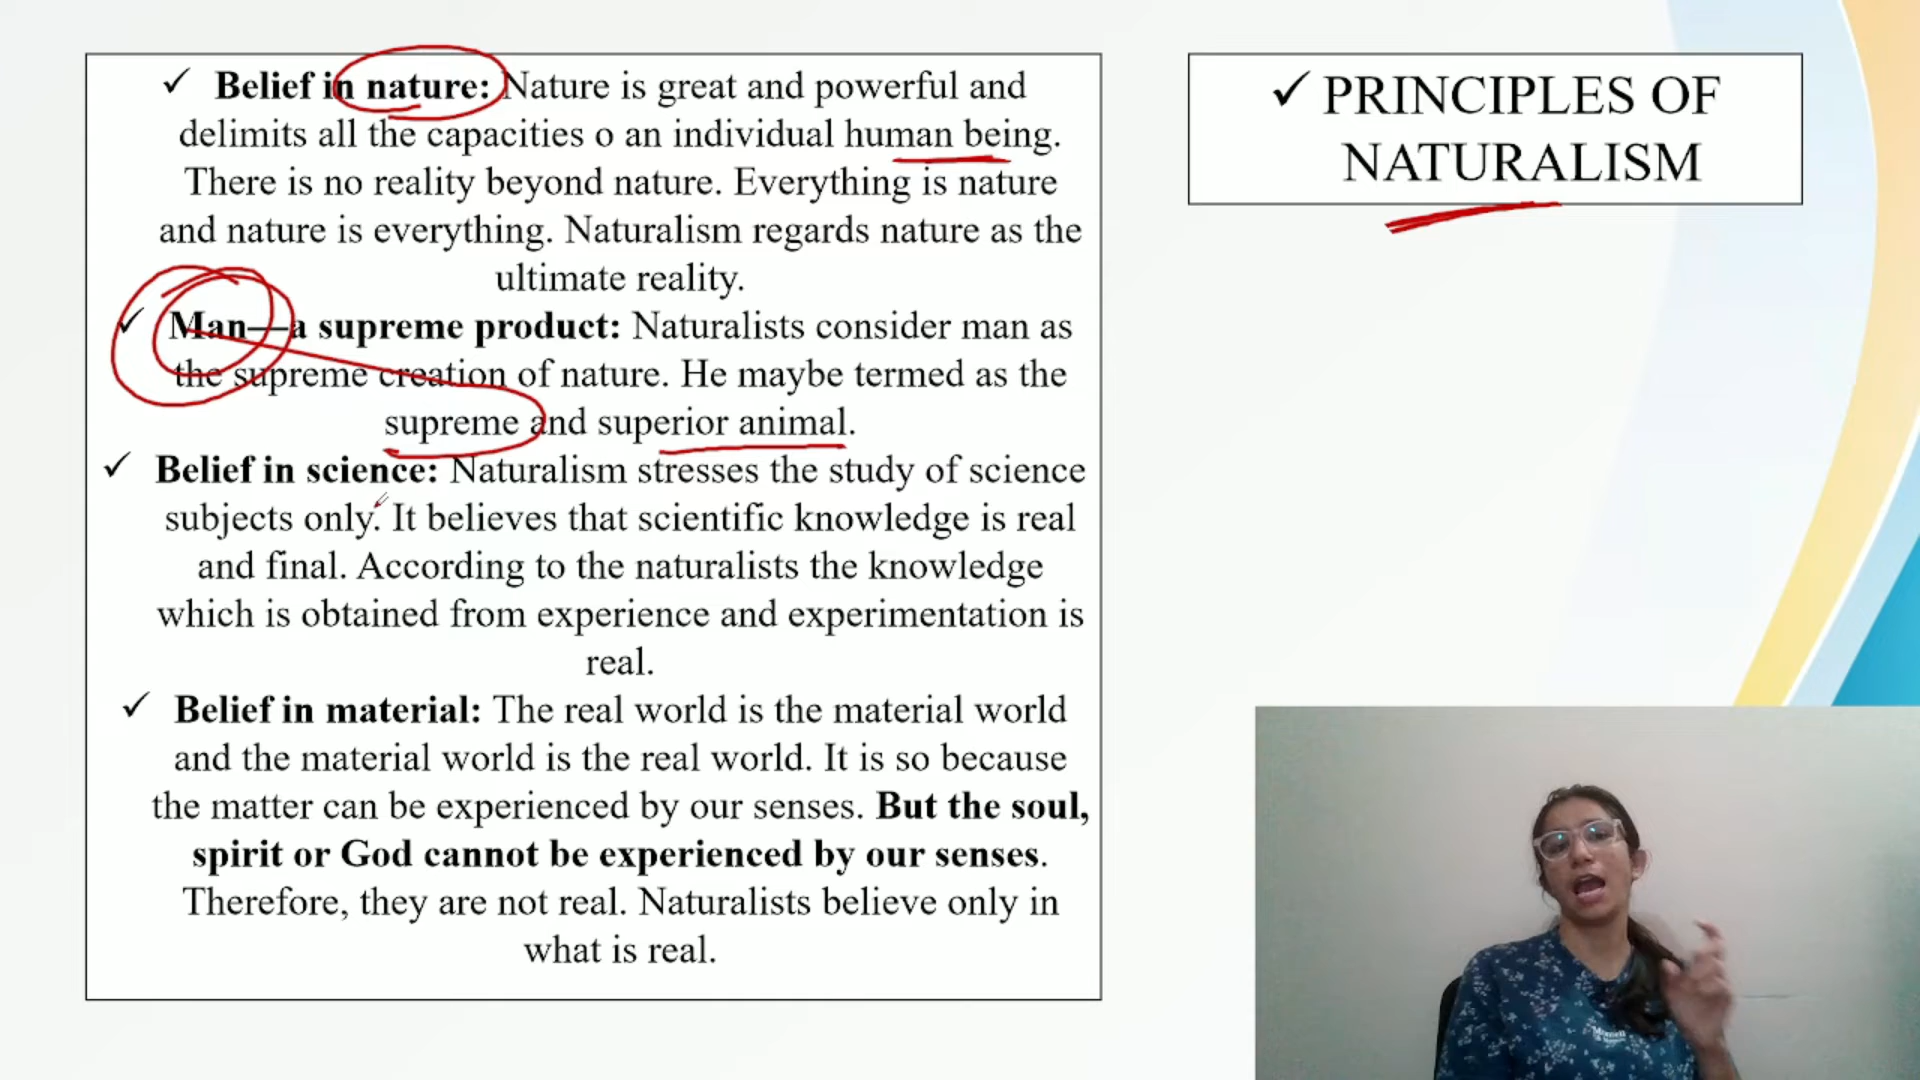 ✓ Belief in nature: Nature is great and powerful and
delimits all the capacities o an individual human being.
There is no reality beyond nature. Everything is nature
and nature is everything. Naturalism regards nature as the
ultimate reality.
✓ Man—a supreme product: Naturalists consider man as
the supreme creation of nature. He maybe termed as the
supreme and superior animal.
✓ Belief in science: Naturalism stresses the study of science
subjects only. It believes that scientific knowledge is real
and final. According to the naturalists the knowledge
which is obtained from experience and experimentation is
real.
✓ Belief in material: The real world is the material world
and the material world is the real world. It is so because
the matter can be experienced by our senses. But the soul,
spirit or God cannot be experienced by our senses.
Therefore, they are not real. Naturalists believe only in
what is real.
✓ PRINCIPLES OF
NATURALISM